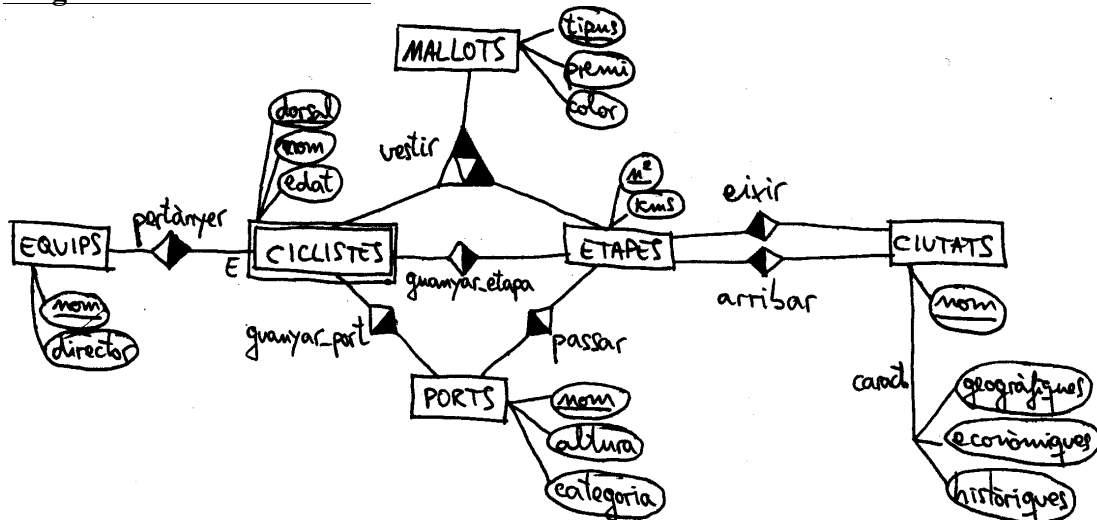 MALLOTS
tipus
premi
color
vestir
dorsal
nom
edat
pertànyer
EQUIPS
nom
director
E
CICLISTES
guanyar_etapa
nº
kms
ETAPES
eixir
arribar
CIUTATS
nom
caract.
geogràfiques
econòmiques
històriques
guanyar_port
passar
PORTS
nom
altura
categoria